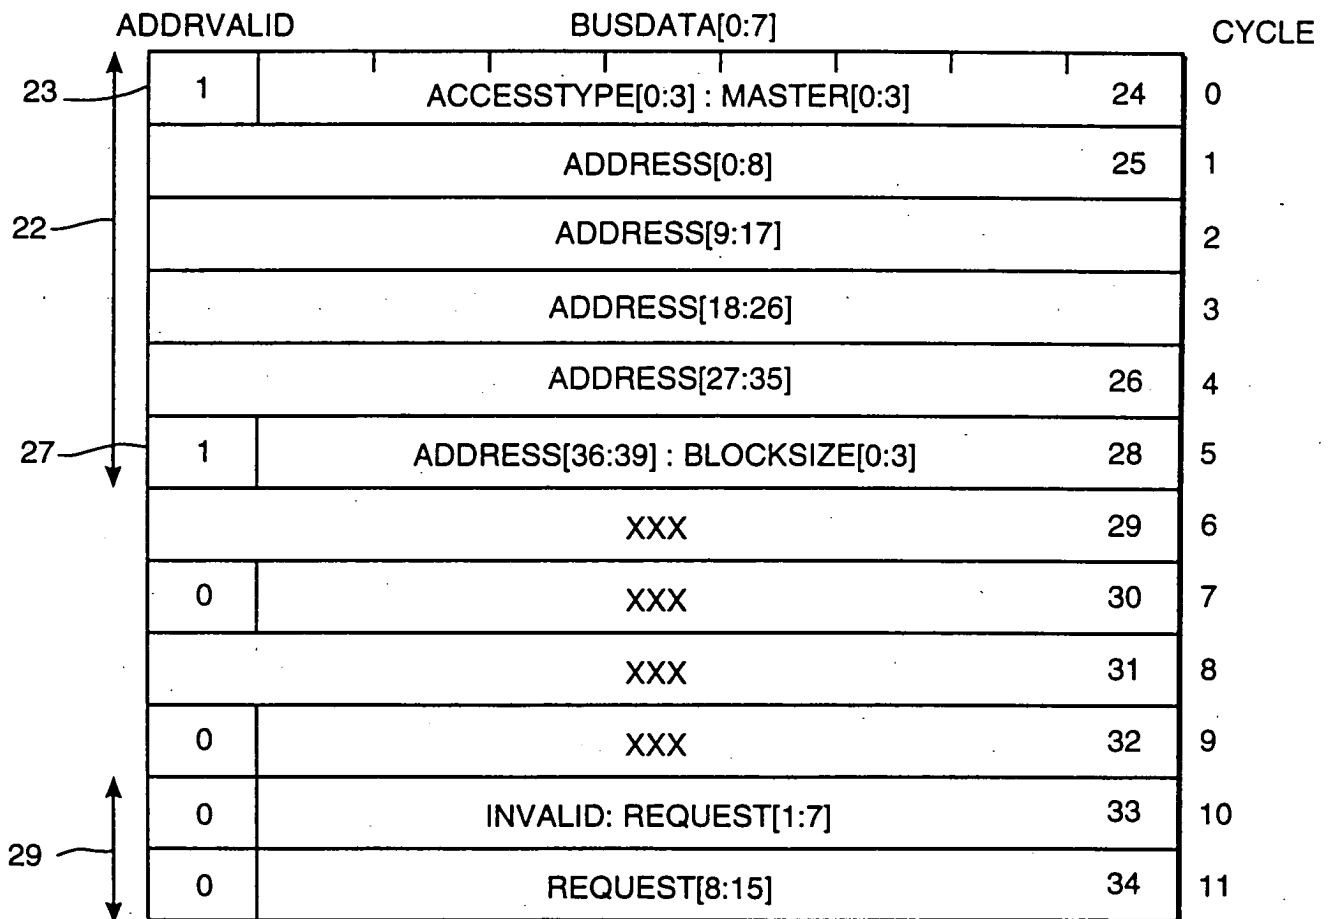 ADDRVALID BUSDATA[0:7] CYCLE
23 1 ACCESSTYPE[0:3] : MASTER[0:3] 24 0
ADDRESS[0:8] 25 1
22 ADDRESS[9:17] 2
ADDRESS[18:26] 3
ADDRESS[27:35] 26 4
27 1 ADDRESS[36:39] : BLOCKSIZE[0:3] 28 5
XXX 29 6
0 XXX 30 7
XXX 31 8
0 XXX 32 9
0 INVALID: REQUEST[1:7] 33 10
29 0 REQUEST[8:15] 34 11